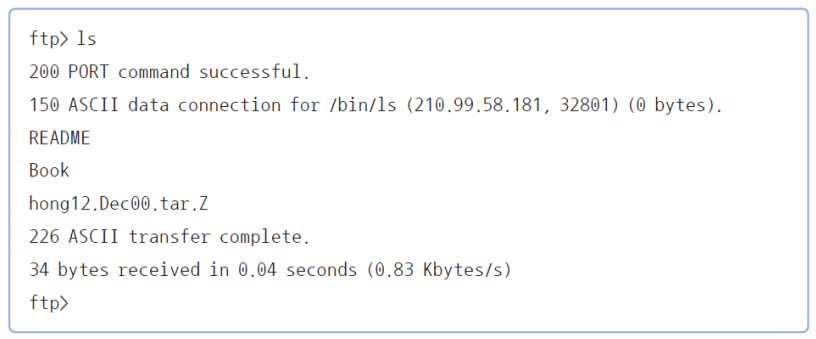 ftp> ls
200 PORT command successful.
150 ASCII data connection for /bin/ls (210.99.58.181, 32801) (0 bytes).
README
Book
hong12.Dec00.tar.Z
226 ASCII transfer complete.
34 bytes received in 0.04 seconds (0.83 Kbytes/s)
ftp>